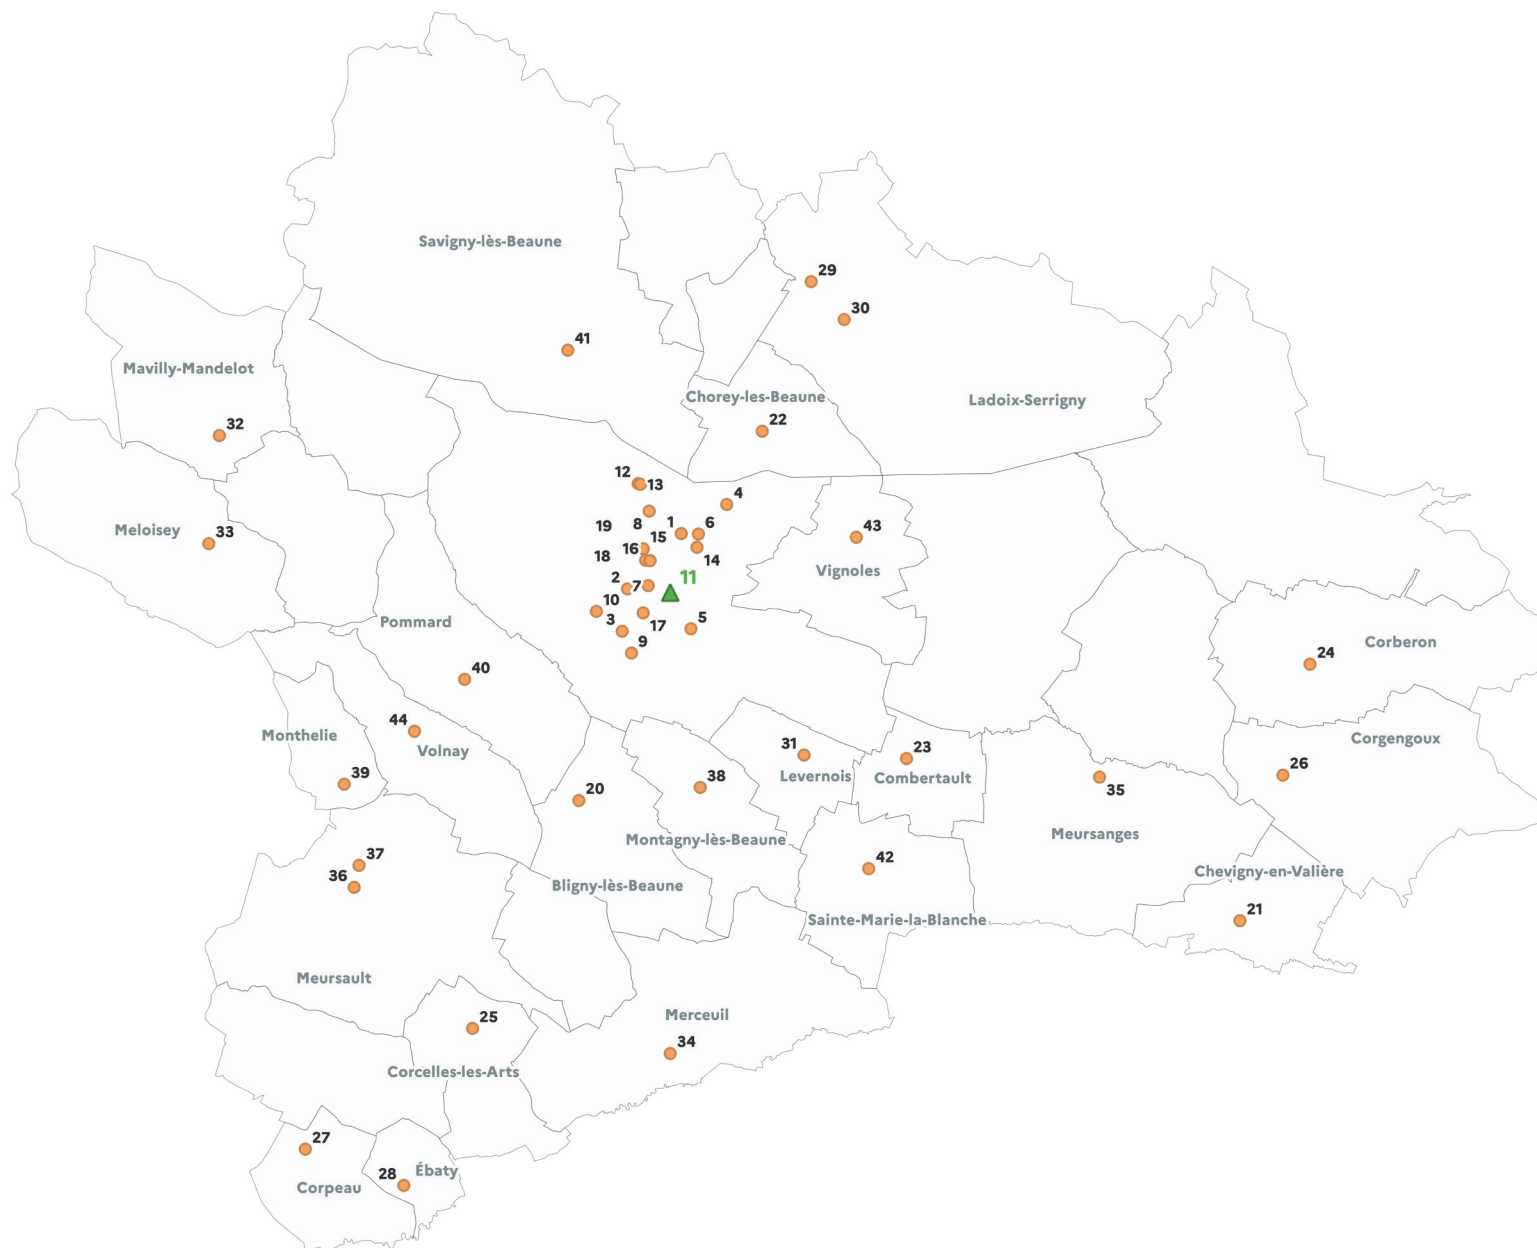 Savigny-lès-Beaune
29
30
41
Mavilly-Mandelot
Chorey-les-Beaune
Ladoix-Serrigny
32
22
12
13
4
Meloisey
33
19
8
1
6
43
15
16
18
14
Vignoles
2
7
11
10
3
17
5
Pommard
9
Corberon
24
40
44
Monthelie
Volnay
31
23
Corgengoux
26
39
38
Levernois
Combertault
20
35
Montagny-lès-Beaune
Meursanges
37
36
42
Chevigny-en-Valière
Bligny-lès-Beaune
21
Sainte-Marie-la-Blanche
Meursault
25
Merceuil
34
Corcelles-les-Arts
27
28
Ébaty
Corpeau